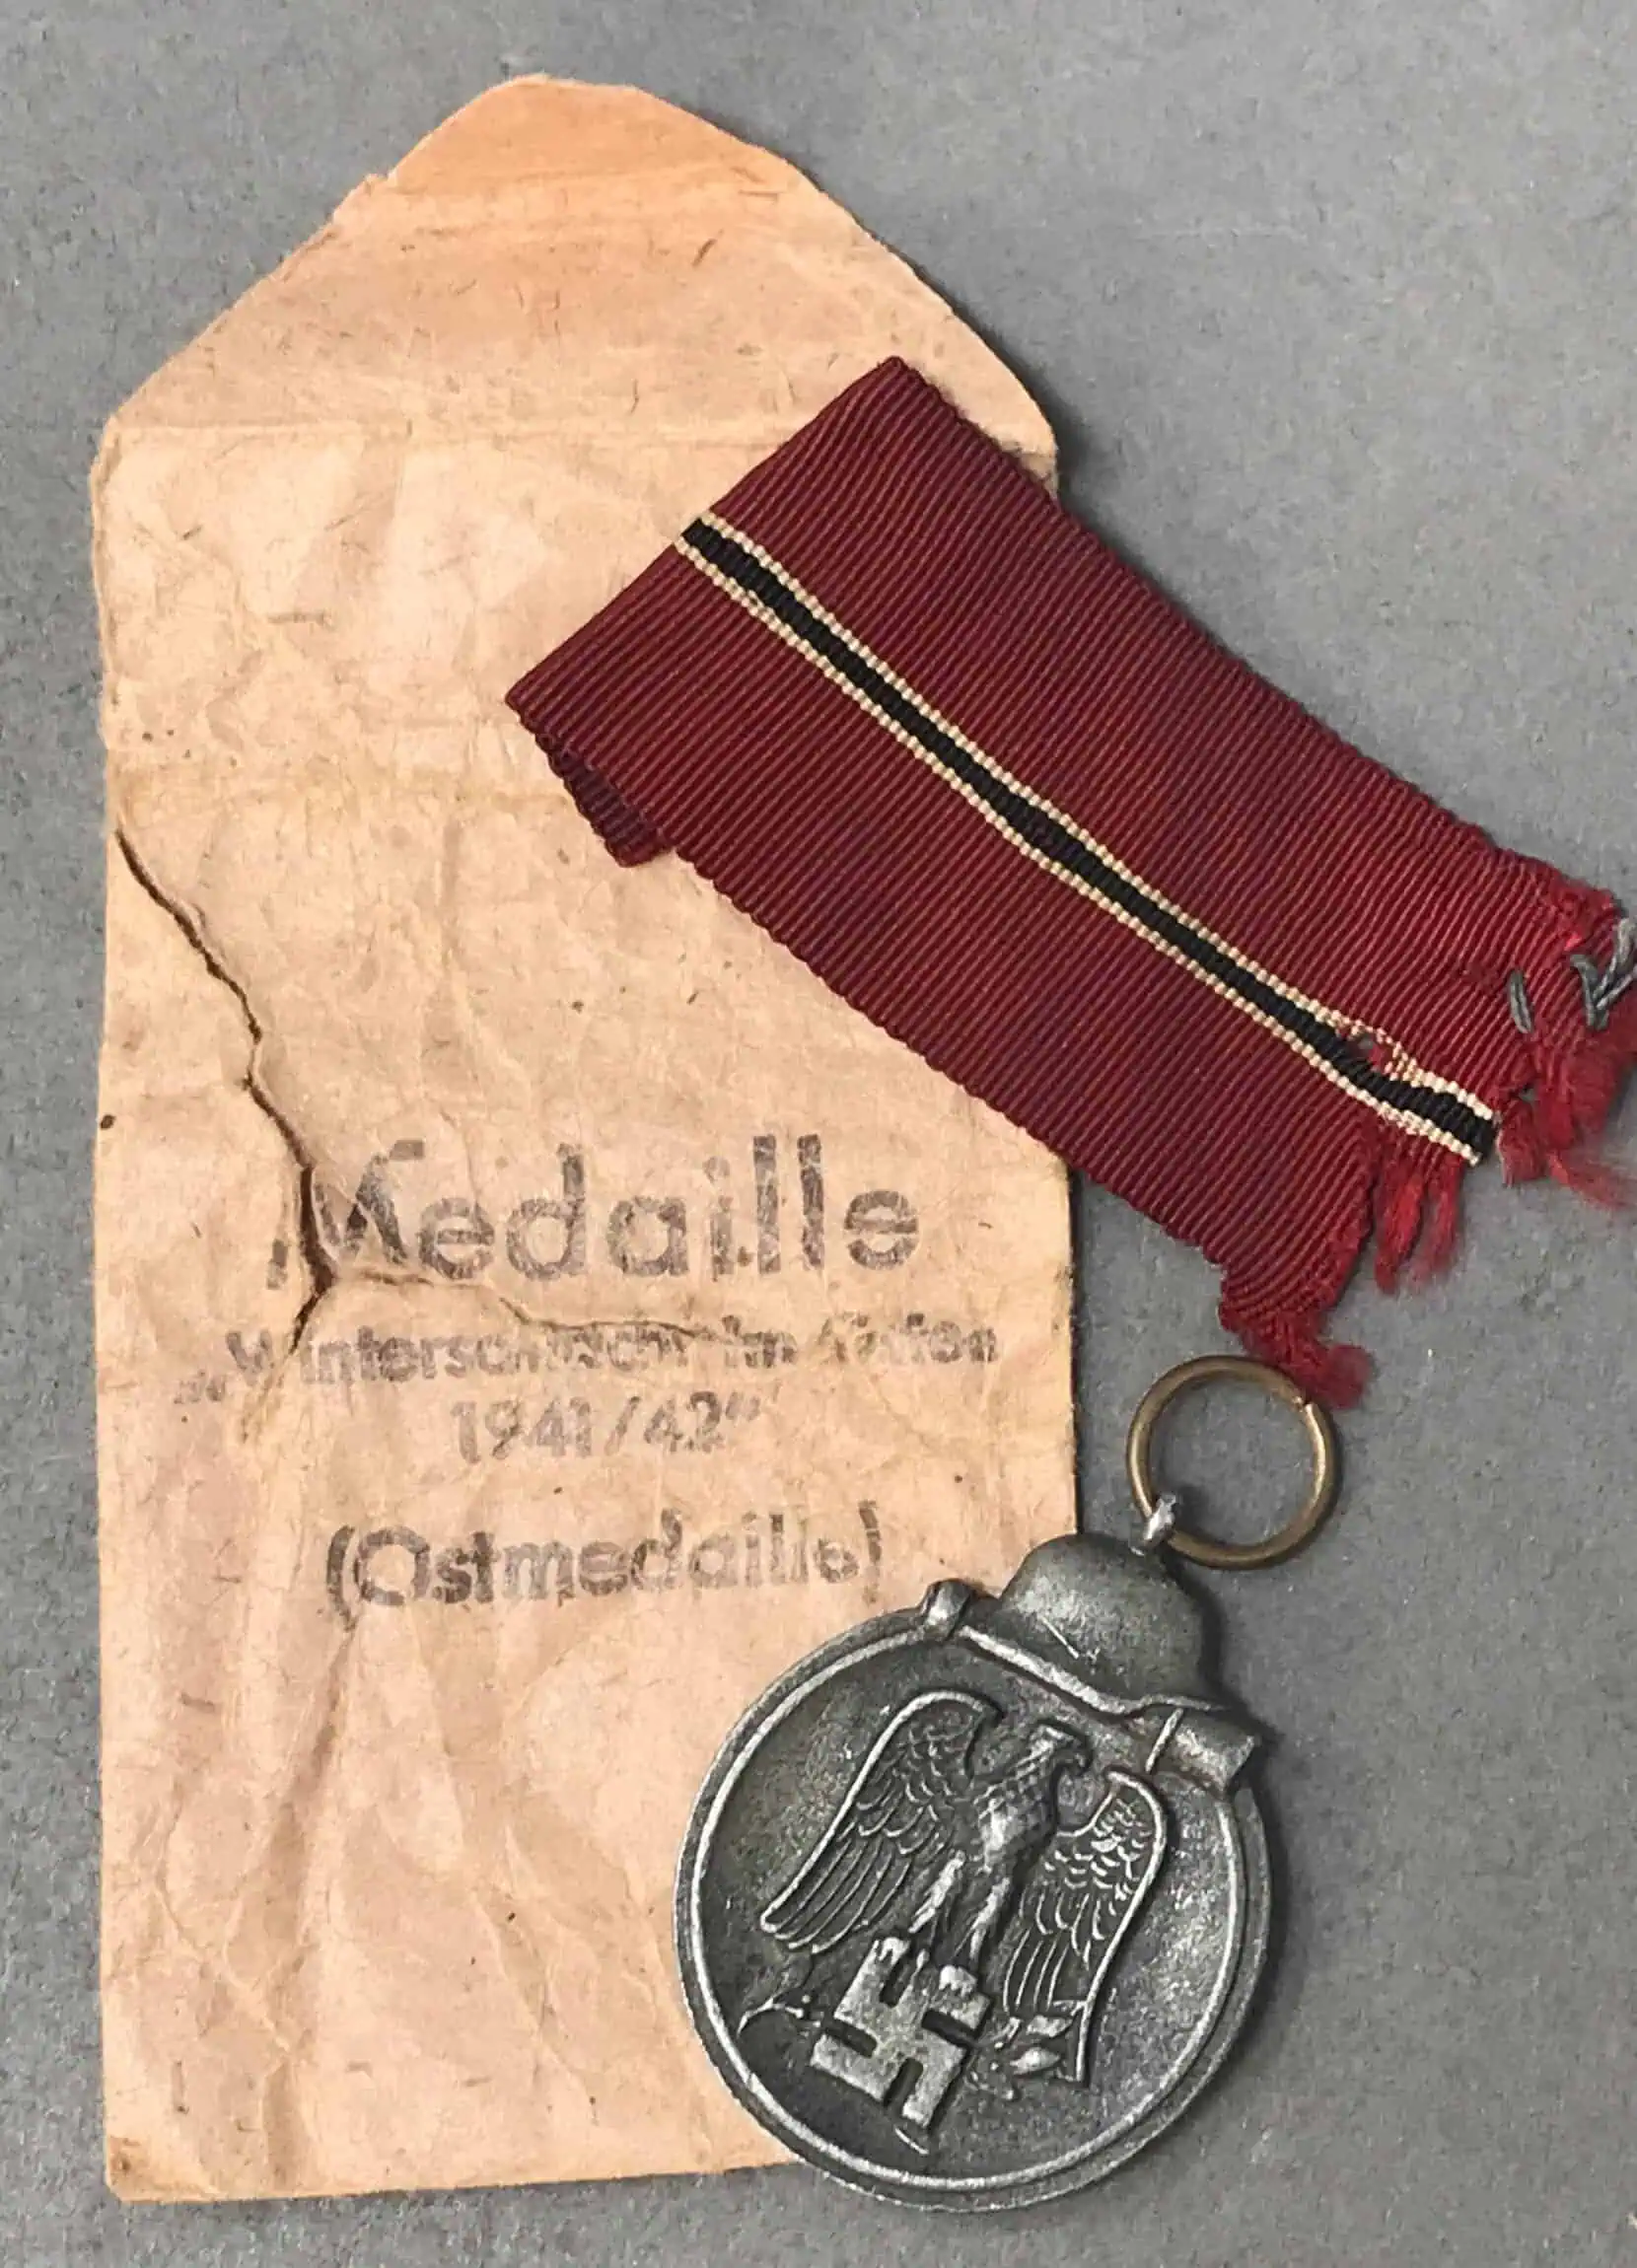 Medaille
„Winterschlacht im Osten
1941/42"
(Ostmedaille)